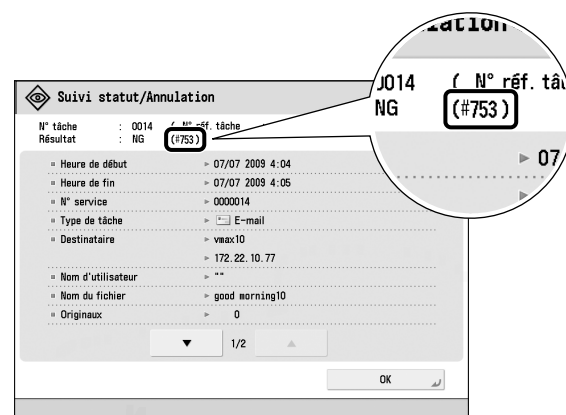 Suivi statut/Annulation
N° tâche : 0014 ( N° réf. tâche :
Résultat : NG (#753)
Heure de début ▶ 07/07 2009 4:04
Heure de fin ▶ 07/07 2009 4:05
N° service ▶ 0000014
Type de tâche ▶ E-mail
Destinataire ▶ vmax10
▶ 172.22.10.77
Nom d'utilisateur ▶ ""
Nom du fichier ▶ good morning10
Originaux ▶ 0
▼ 1/2 ▲
OK
0014 ( N° réf. tâ
NG (#753)
▶ 07